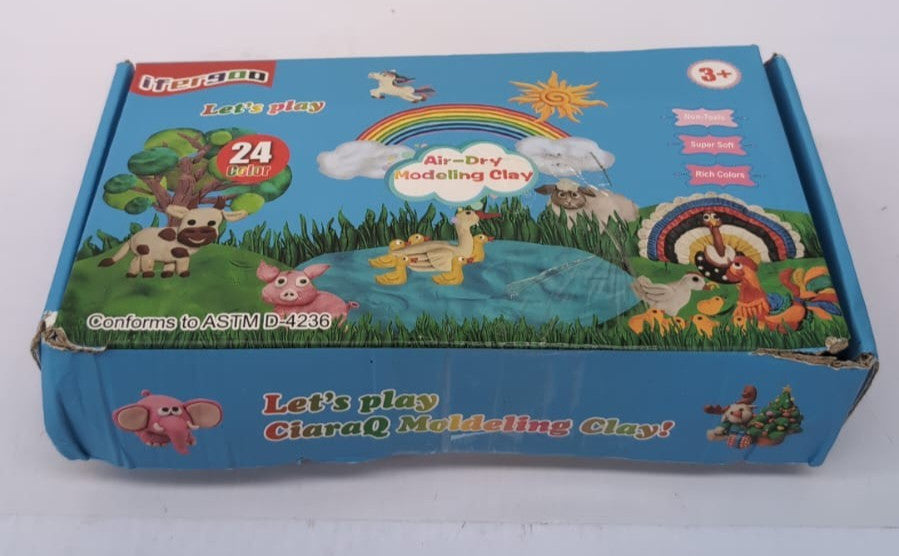 ifergoo
3+
Let's play
Non-Toxic
24
Color
Air-Dry
Modeling Clay
Super Soft
Rich Colors
Conforms to ASTM D-4236
Let's play
CiaraQ Moldeling Clay!